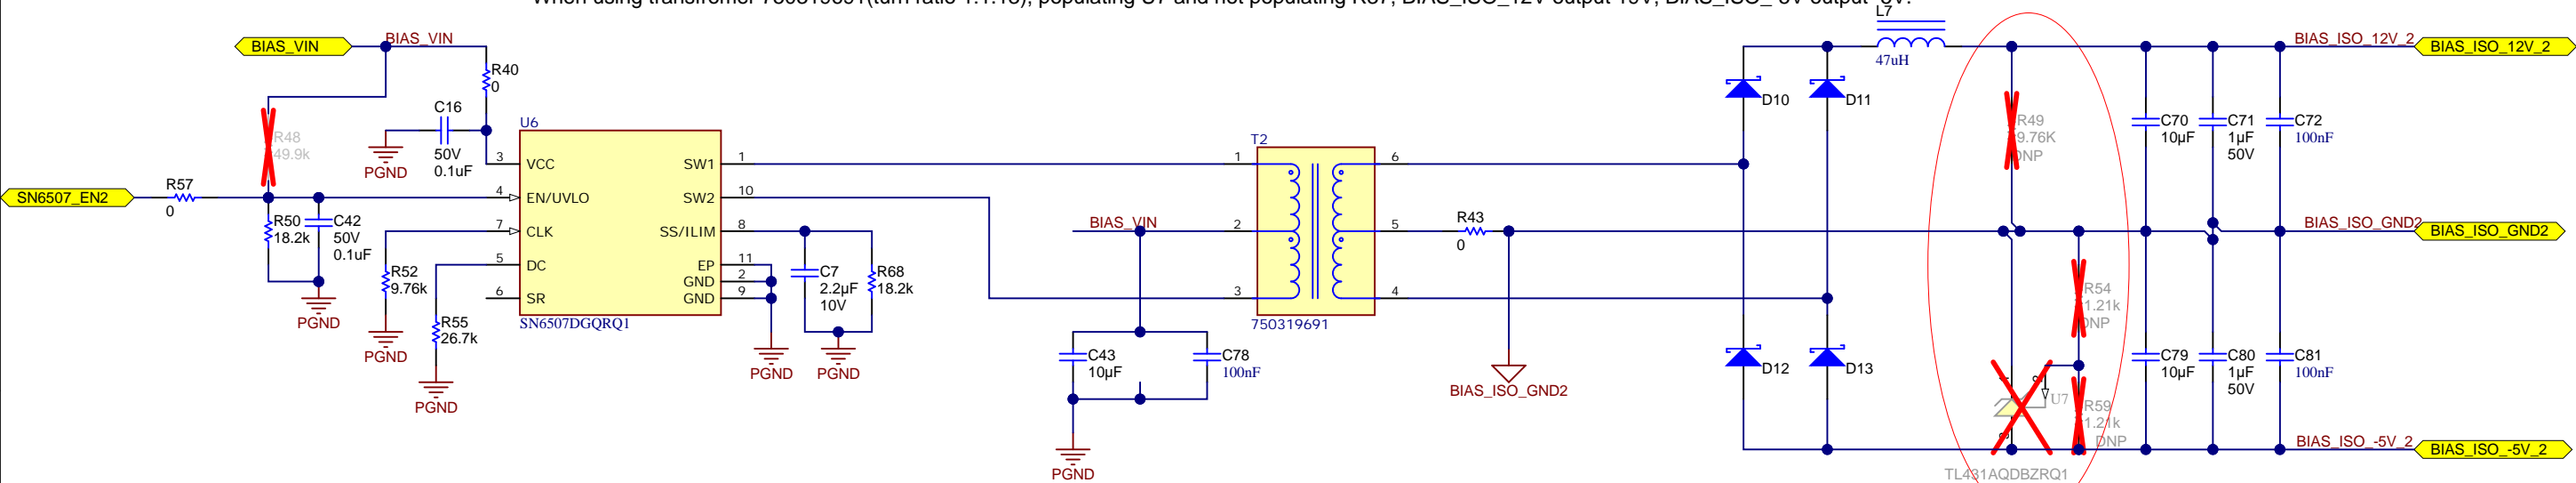 BIAS_VIN
BIAS_VIN
R40
0
C16
50V
0.1uF
PGND
R48
49.9k
SN6507_EN2
R57
0
R50
18.2k
C42
50V
0.1uF
PGND
R52
9.76k
PGND
R55
26.7k
PGND
U6
3 VCC
4 EN/UVLO
7 CLK
5 DC
6 SR
SW1 1
SW2 10
SS/ILIM 8
EP 11
GND 2
GND 9
SN6507DGQRQ1
PGND
C7
2.2µF
10V
R68
18.2k
PGND
BIAS_VIN
C43
10µF
C78
100nF
PGND
T2
1
2
3
6
5
4
750319691
R43
0
BIAS_ISO_GND2
D10
D11
D12
D13
L7
47uH
R49
9.76K
DNP
R54
1.21k
DNP
U7
R59
1.21k
DNP
TL431AQDBZRQ1
C70
10µF
C71
1µF
50V
C72
100nF
C79
10µF
C80
1µF
50V
C81
100nF
BIAS_ISO_12V_2
BIAS_ISO_12V_2
BIAS_ISO_GND2
BIAS_ISO_GND2
BIAS_ISO_-5V_2
BIAS_ISO_-5V_2